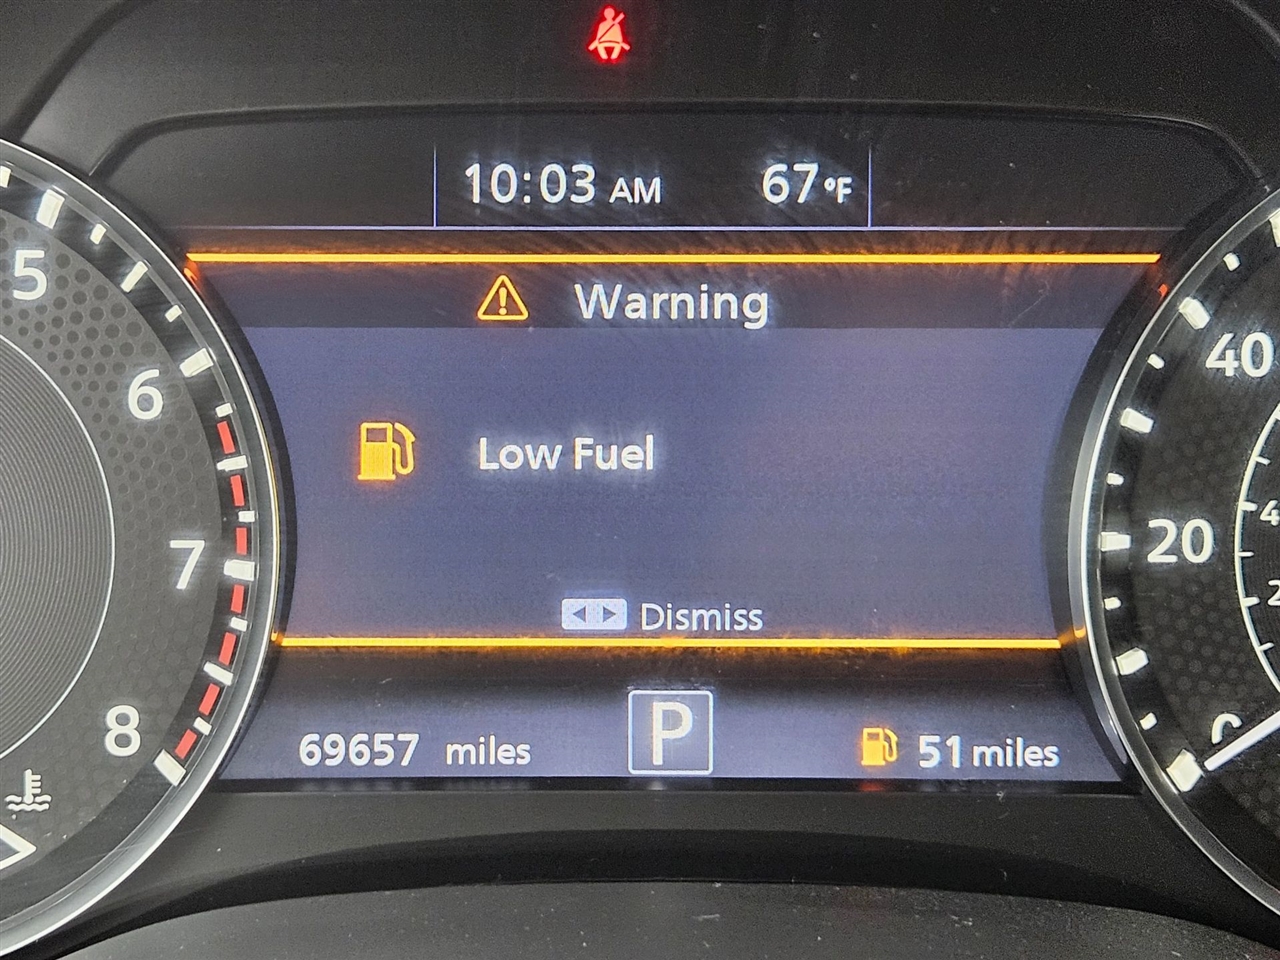 10:03 AM 67°F
Warning
Low Fuel
Dismiss
69657 miles P 51 miles
5
6
7
8
40
20